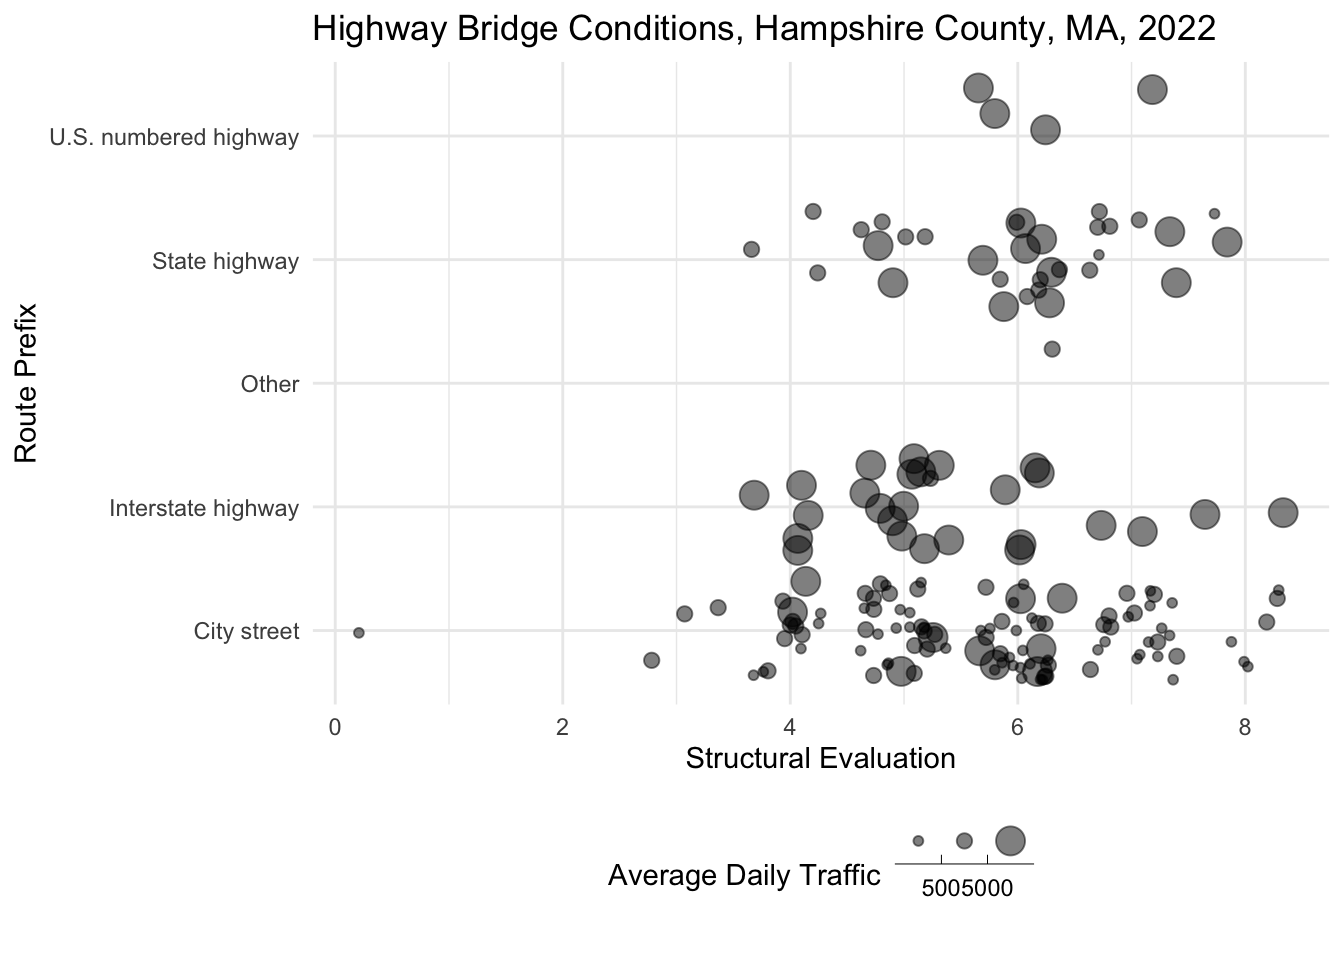 Highway Bridge Conditions, Hampshire County, MA, 2022
Route Prefix
U.S. numbered highway
State highway
Other
Interstate highway
City street
0 2 4 6 8
Structural Evaluation
Average Daily Traffic
5005000